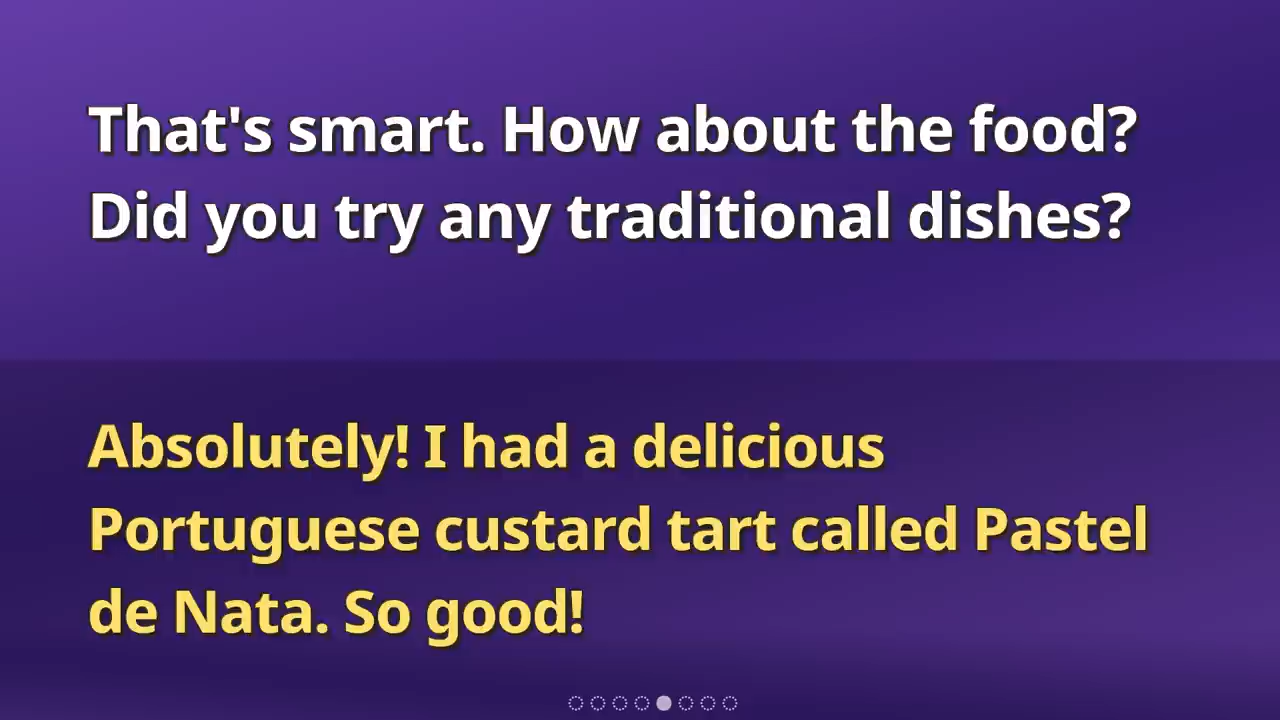 That's smart. How about the food?
Did you try any traditional dishes?
Absolutely! I had a delicious
Portuguese custard tart called Pastel
de Nata. So good!